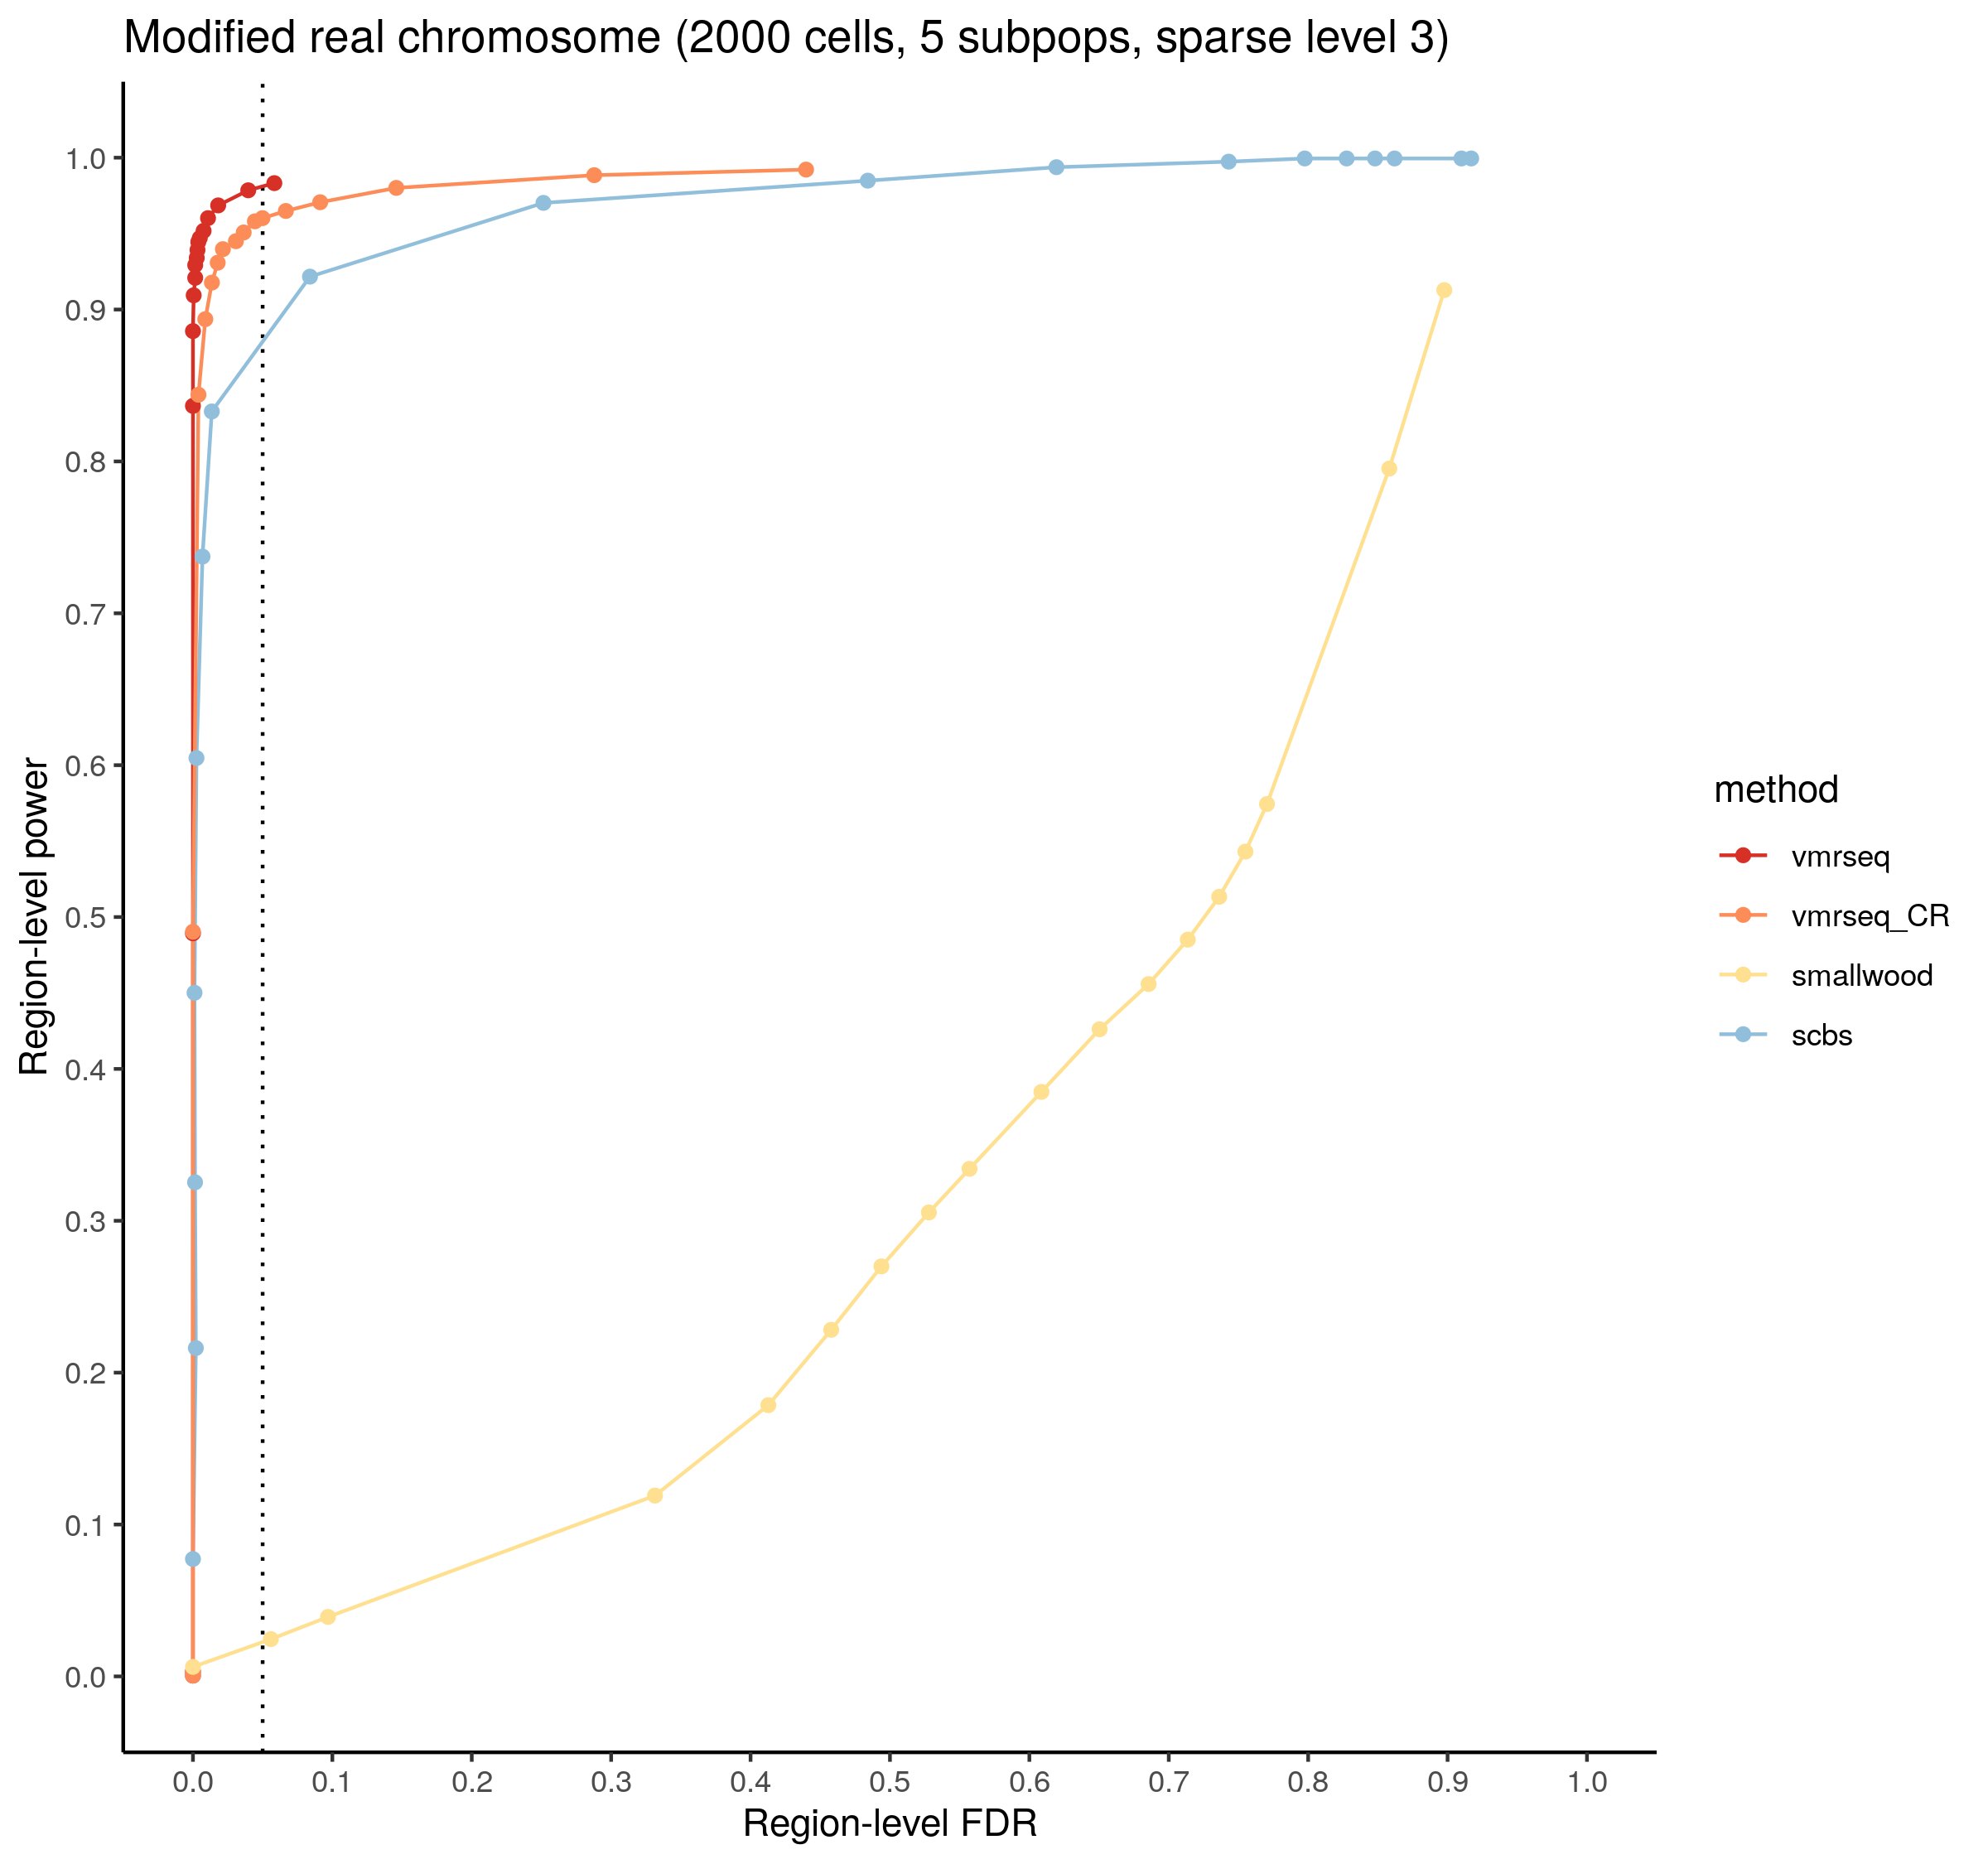 Modified real chromosome (2000 cells, 5 subpops, sparse level 3)
Region-level power
1.0
0.9
0.8
0.7
0.6
0.5
0.4
0.3
0.2
0.1
0.0
0.0 0.1 0.2 0.3 0.4 0.5 0.6 0.7 0.8 0.9 1.0
Region-level FDR
method
vmrseq
vmrseq_CR
smallwood
scbs